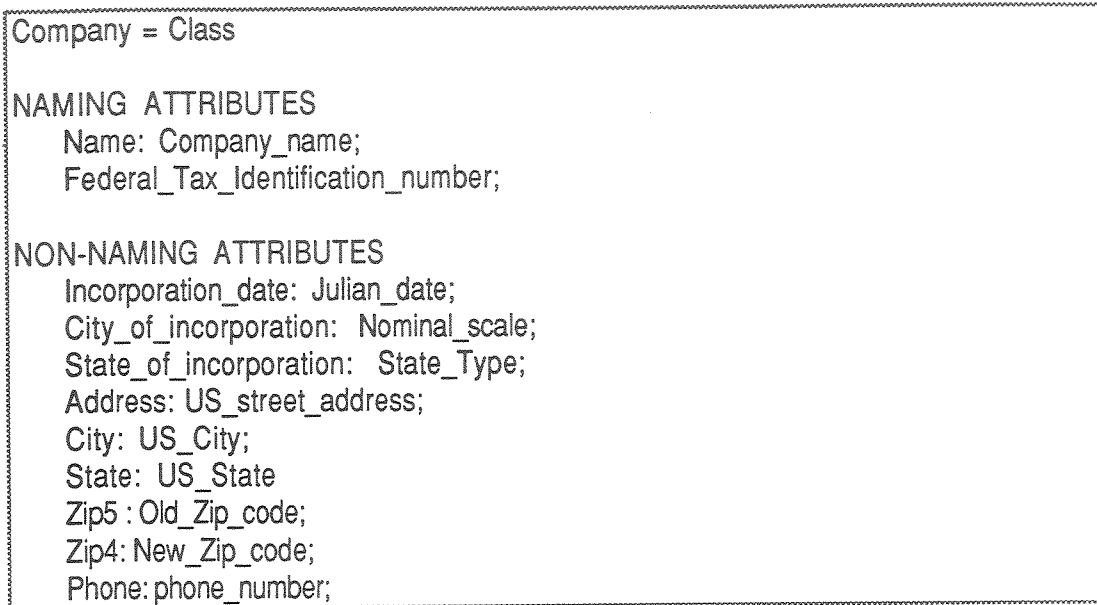 Company = Class
NAMING ATTRIBUTES
Name: Company_name;
Federal_Tax_Identification_number;
NON-NAMING ATTRIBUTES
Incorporation_date: Julian_date;
City_of_incorporation: Nominal_scale;
State_of_incorporation: State_Type;
Address: US_street_address;
City: US_City;
State: US_State
Zip5 : Old_Zip_code;
Zip4: New_Zip_code;
Phone: phone_number;